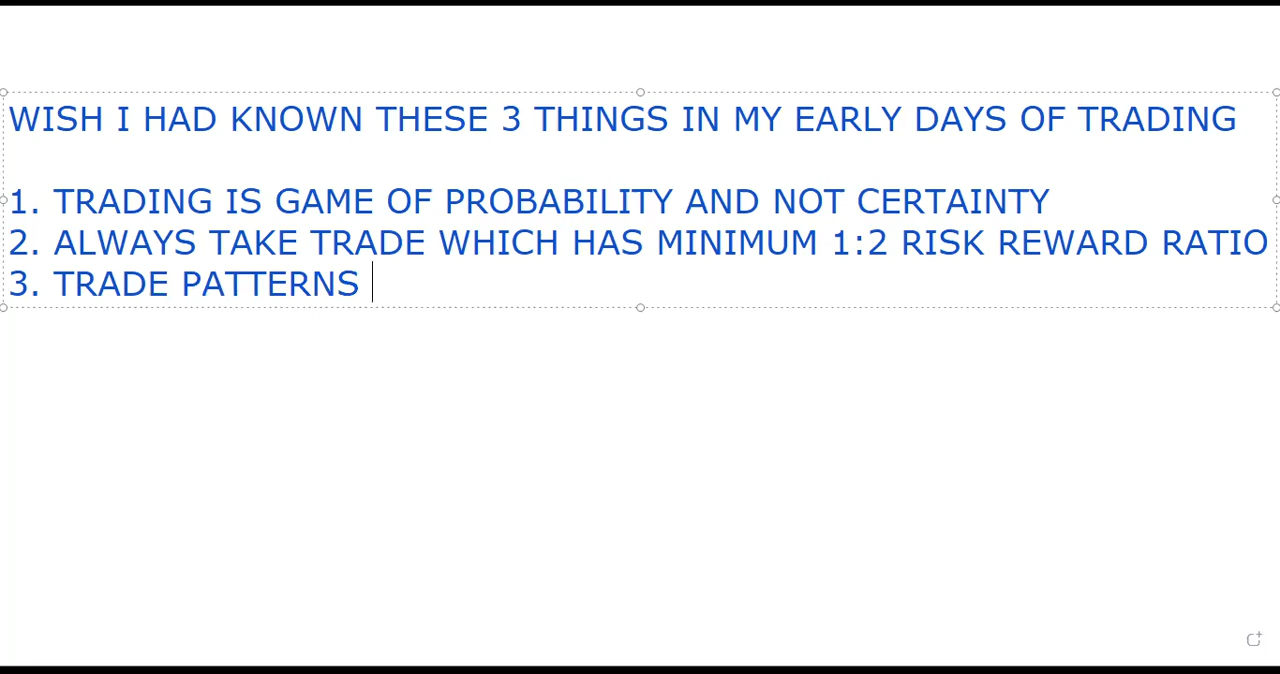 WISH I HAD KNOWN THESE 3 THINGS IN MY EARLY DAYS OF TRADING
1. TRADING IS GAME OF PROBABILITY AND NOT CERTAINTY
2. ALWAYS TAKE TRADE WHICH HAS MINIMUM 1:2 RISK REWARD RATIO
3. TRADE PATTERNS